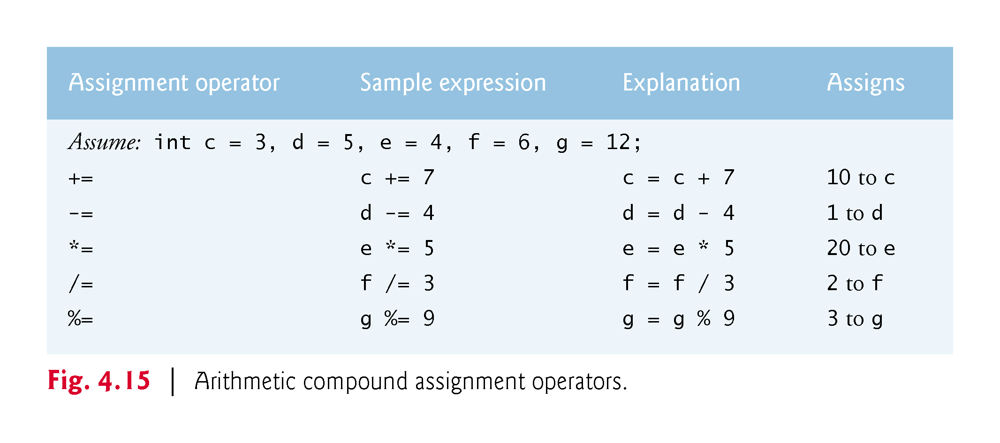 Assignment operator Sample expression Explanation Assigns
Assume: int c = 3, d = 5, e = 4, f = 6, g = 12;
+= c += 7 c = c + 7 10 to c
-= d -= 4 d = d - 4 1 to d
*= e *= 5 e = e * 5 20 to e
/= f /= 3 f = f / 3 2 to f
%= g %= 9 g = g % 9 3 to g
Fig. 4.15 | Arithmetic compound assignment operators.